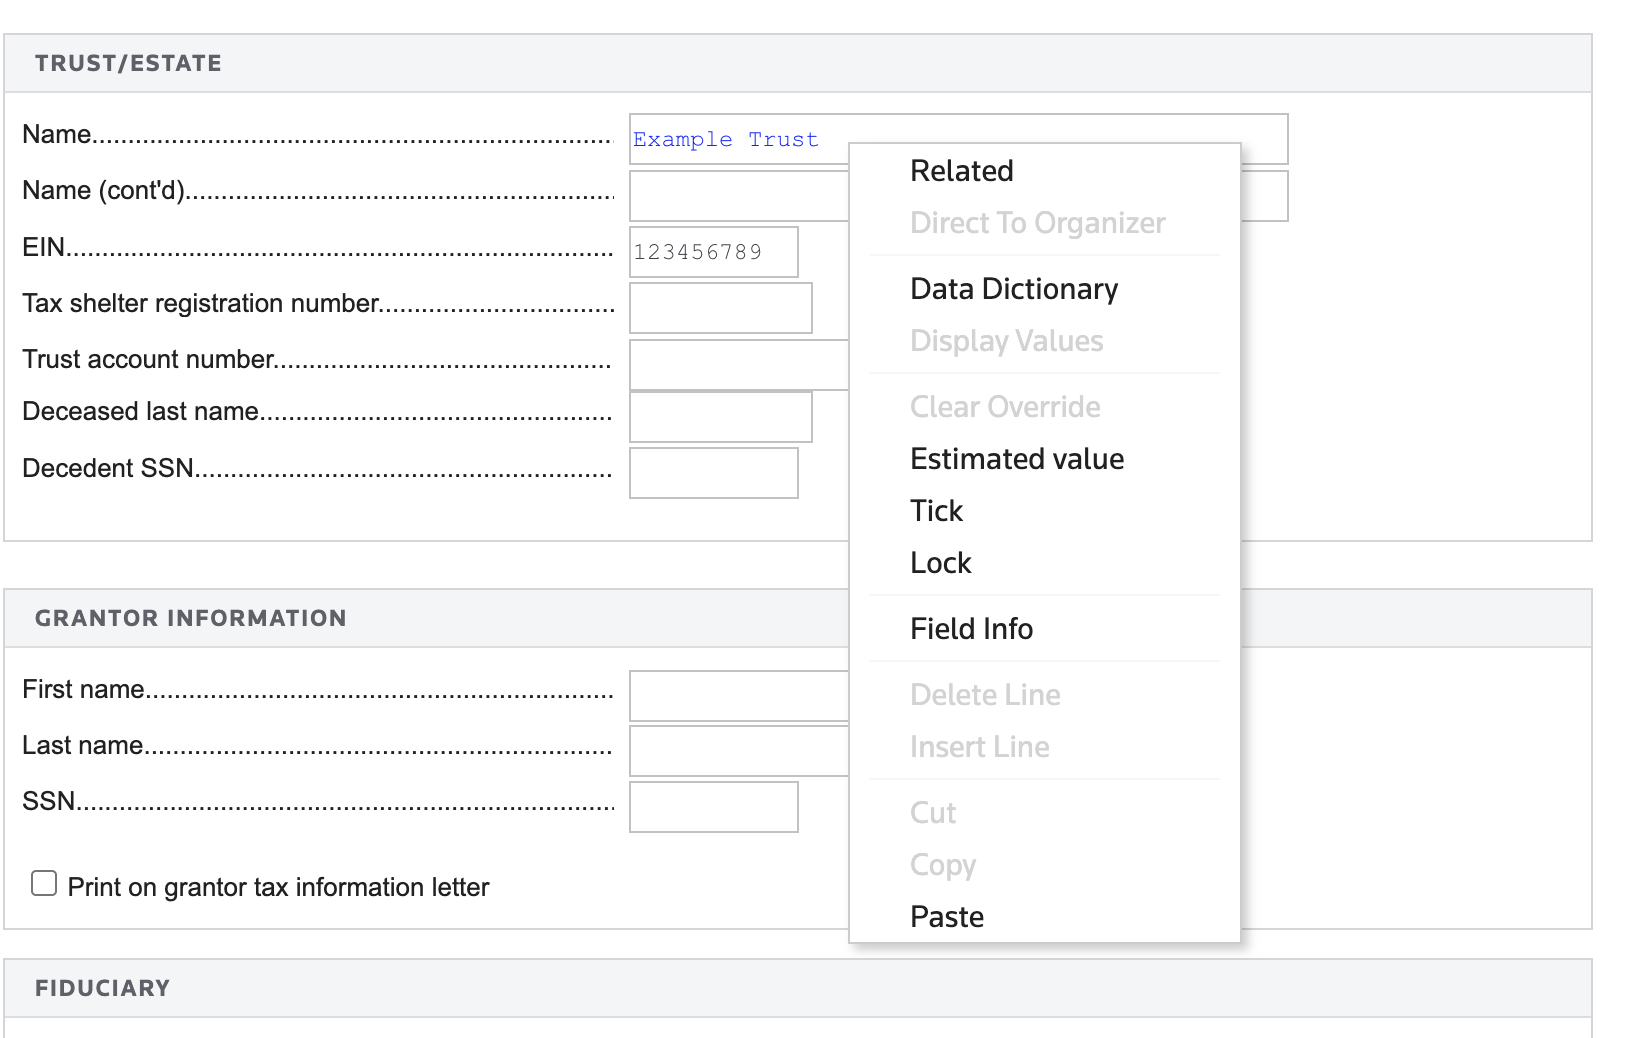 TRUST/ESTATE
Name
Example Trust
Name (cont'd)
EIN
123456789
Tax shelter registration number
Trust account number
Deceased last name
Decedent SSN
GRANTOR INFORMATION
First name
Last name
SSN
Print on grantor tax information letter
FIDUCIARY
Related
Direct To Organizer
Data Dictionary
Display Values
Clear Override
Estimated value
Tick
Lock
Field Info
Delete Line
Insert Line
Cut
Copy
Paste